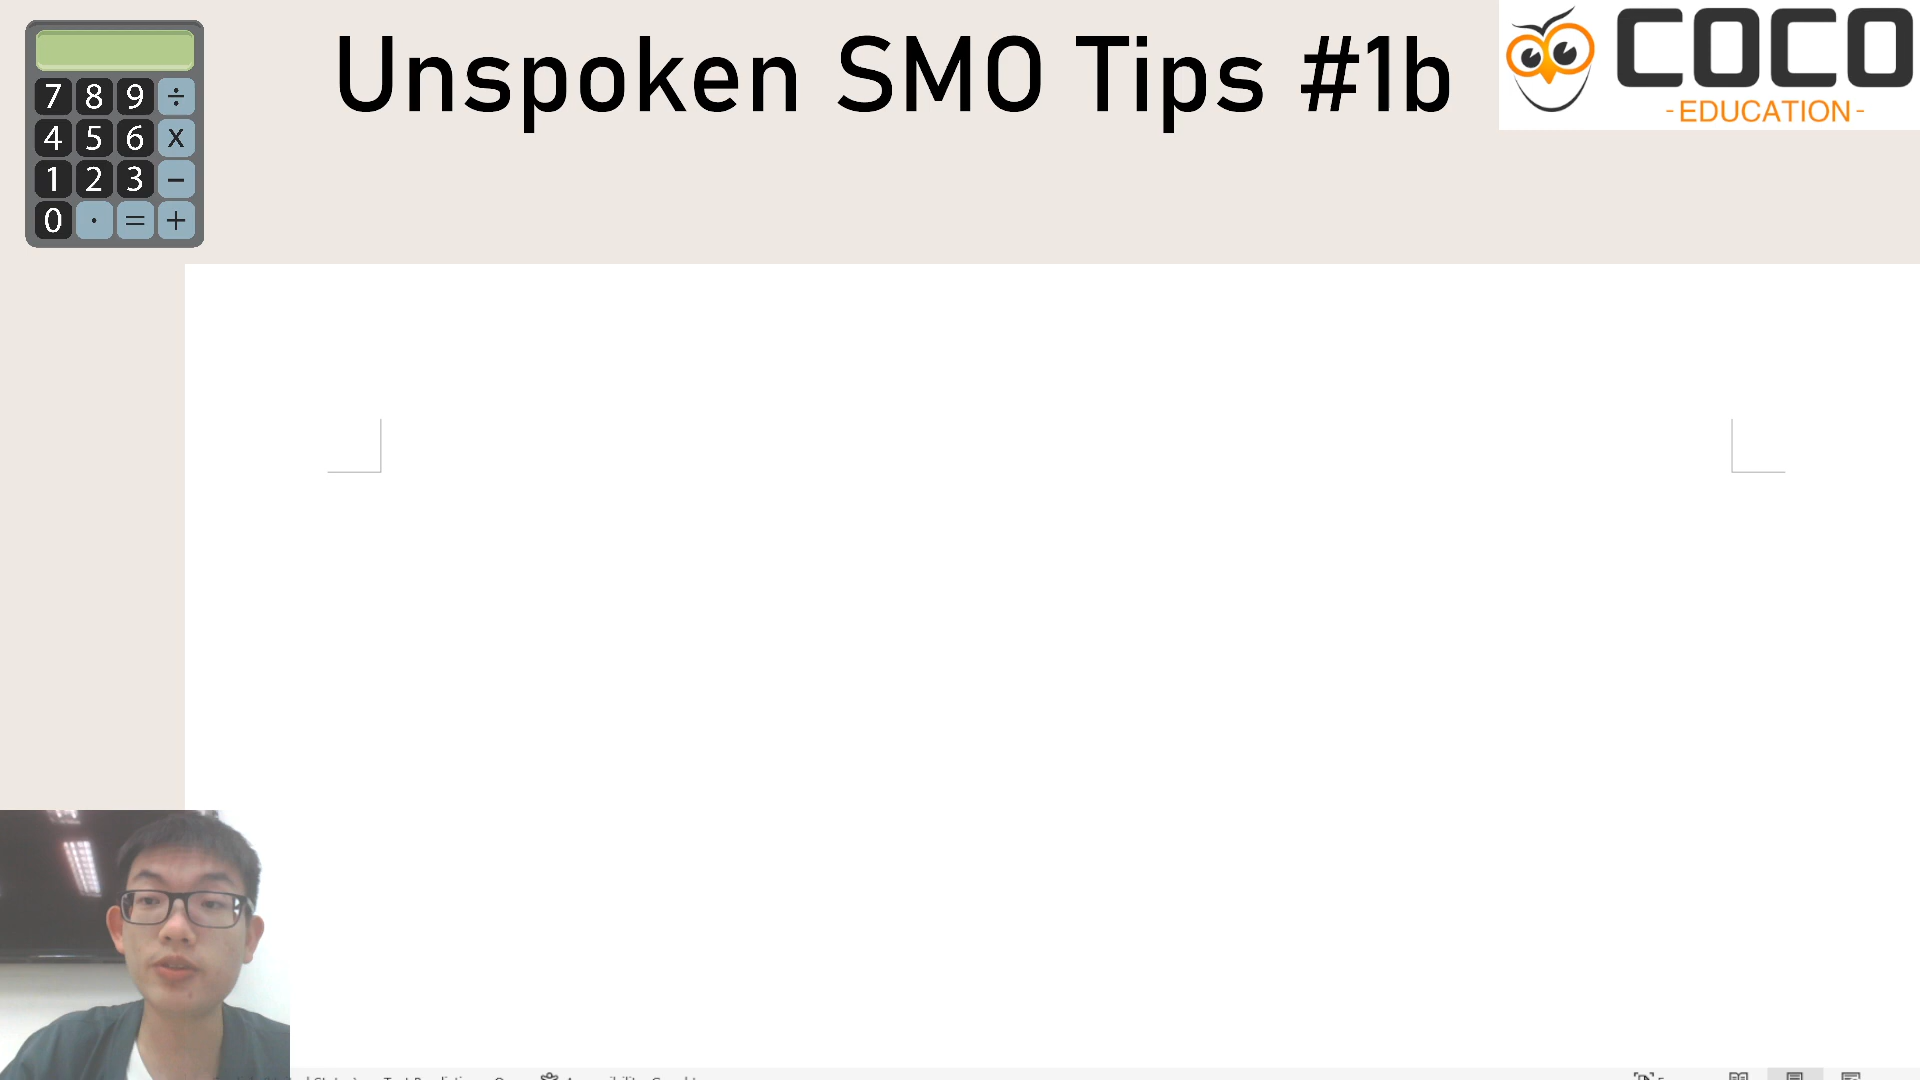 Unspoken SMO Tips #1b
COCO
-EDUCATION-
7 8 9 ÷
4 5 6 X
1 2 3 −
0 · = +